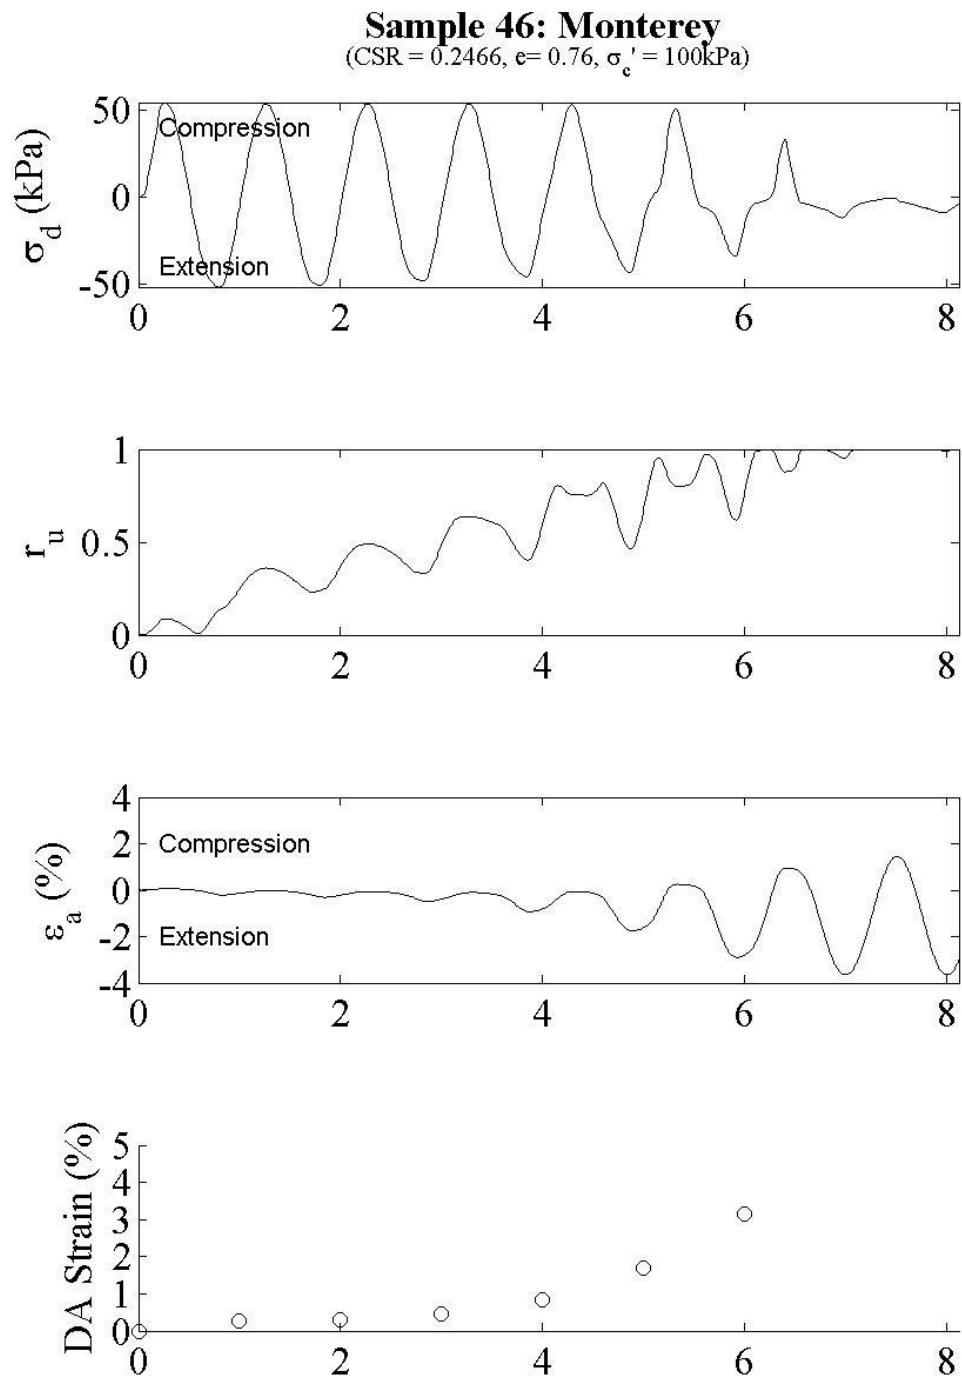 Sample 46: Monterey
(CSR = 0.2466, e= 0.76, σc' = 100kPa)
σd (kPa)
50
0
-50
Compression
Extension
0 2 4 6 8
ru
1
0.5
0
0 2 4 6 8
εa (%)
4
2
0
-2
-4
Compression
Extension
0 2 4 6 8
DA Strain (%)
5
4
3
2
1
0
0 2 4 6 8